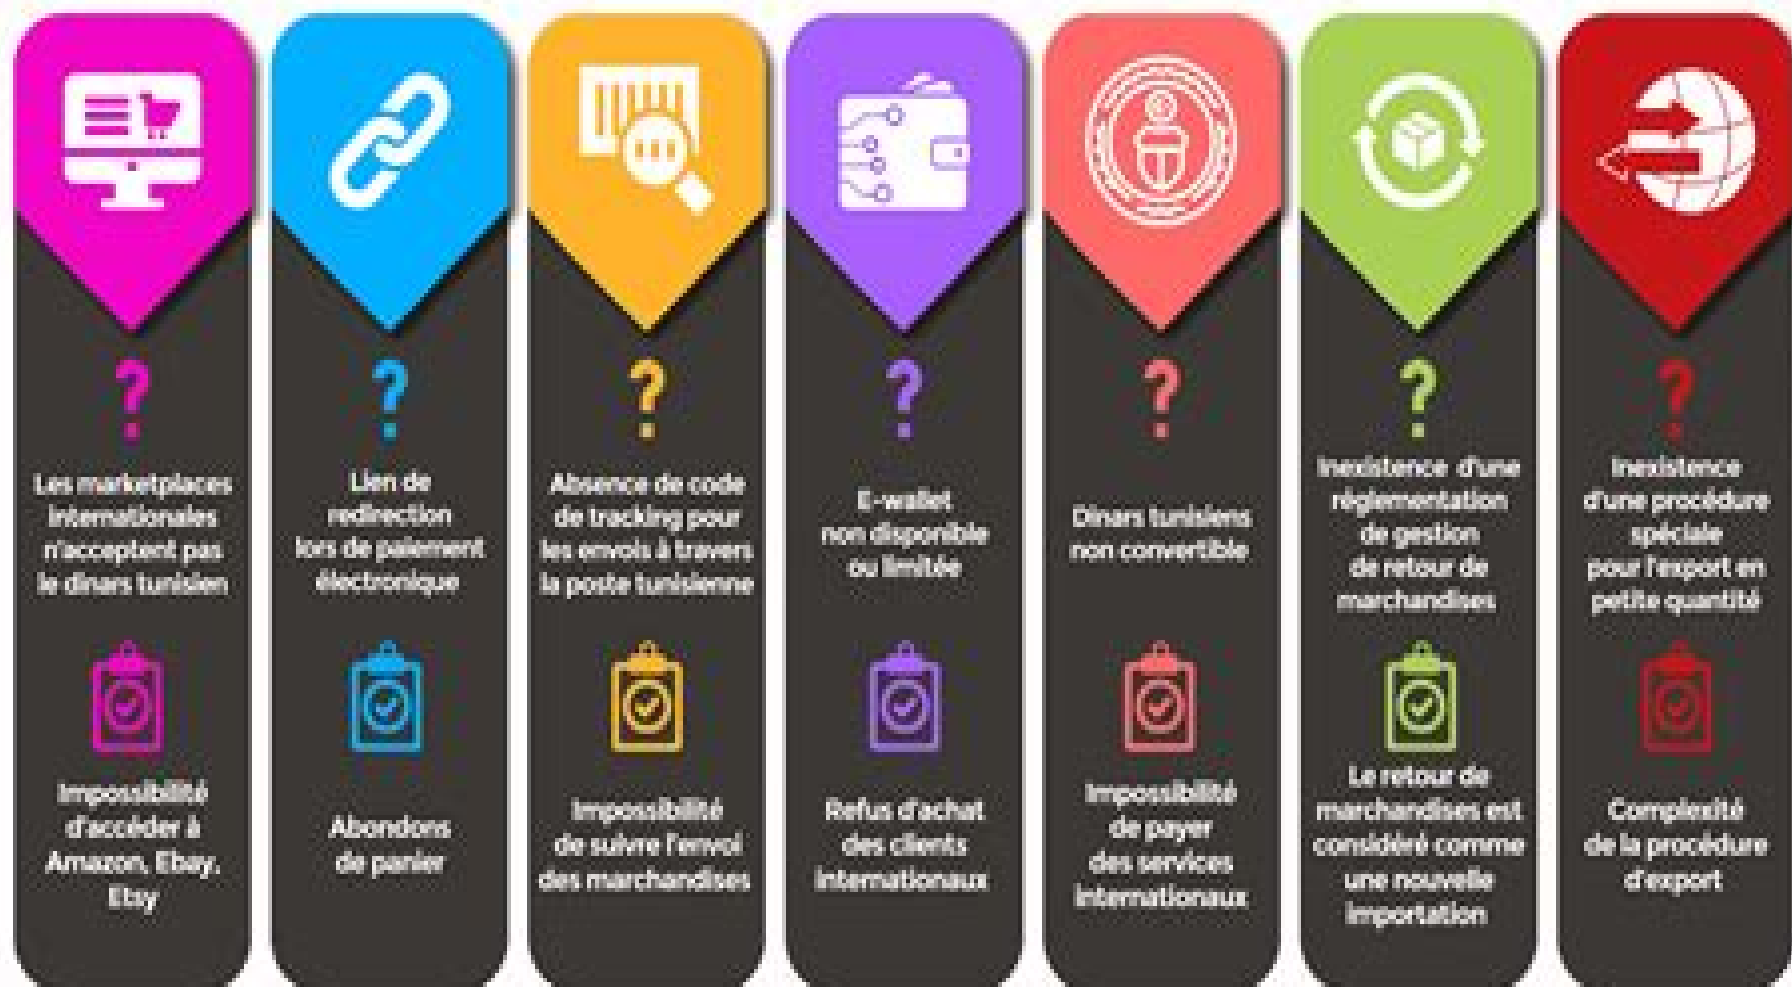 ?
Les marketplaces
internationales
n'acceptent pas
le dinars tunisien
Impossibilité
d'accéder à
Amazon, Ebay,
Etsy
?
Lien de
redirection
lors de paiement
électronique
Abondons
de panier
?
Absence de code
de tracking pour
les envois à travers
la poste tunisienne
Impossibilité
de suivre l'envoi
des marchandises
?
E-wallet
non disponible
ou limitée
Refus d'achat
des clients
internationaux
?
Dinars tunisiens
non convertible
Impossibilité
de payer
des services
internationaux
?
Inexistence d'une
réglementation
de gestion
de retour de
marchandises
Le retour de
marchandises est
considéré comme
une nouvelle
importation
?
Inexistence
d'une procédure
spéciale
pour l'export en
petite quantité
Complexité
de la procédure
d'export